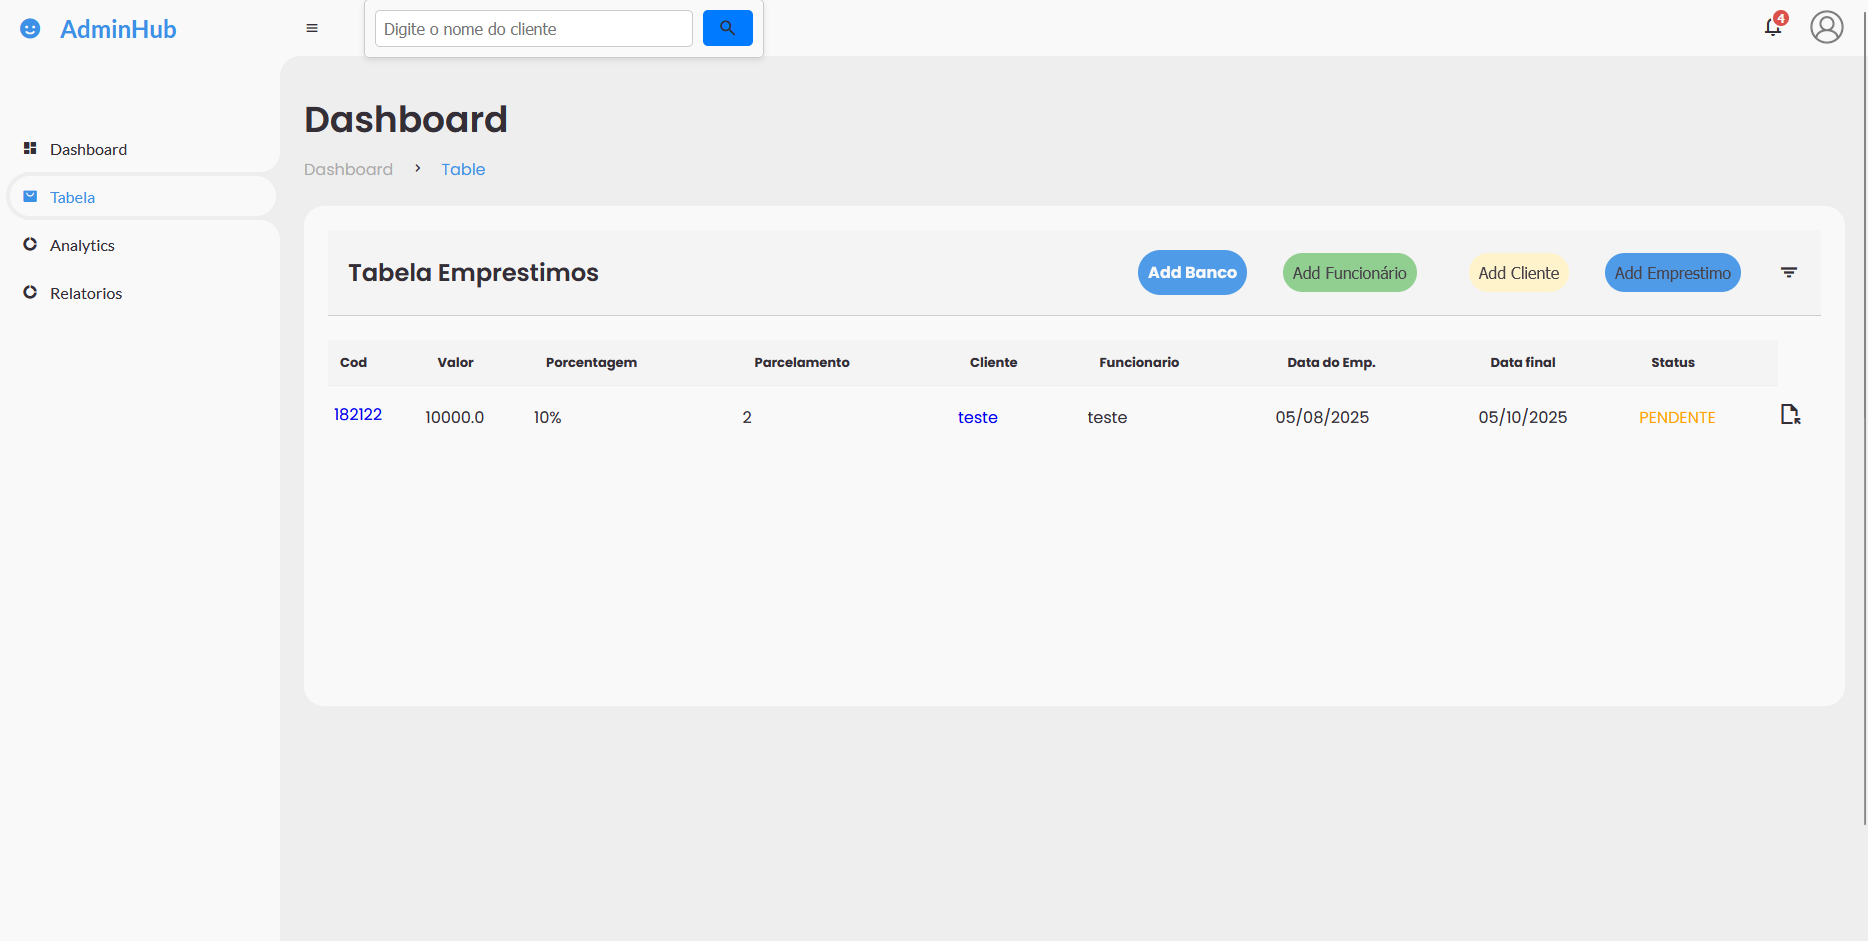 AdminHub
Digite o nome do cliente
4
Dashboard
Tabela
Analytics
Relatorios
Dashboard
Dashboard > Table
Tabela Emprestimos
Add Banco Add Funcionário Add Cliente Add Emprestimo
Cod Valor Porcentagem Parcelamento Cliente Funcionario Data do Emp. Data final Status
182122 10000.0 10% 2 teste teste 05/08/2025 05/10/2025 PENDENTE